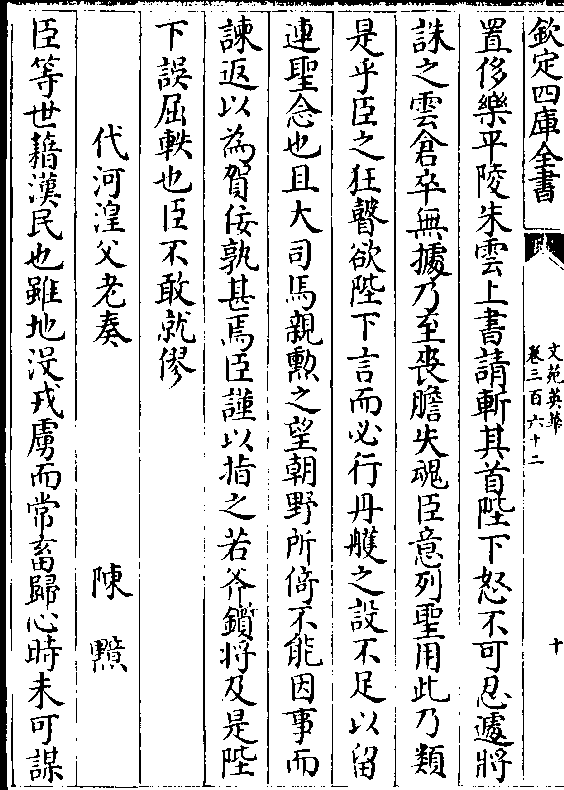 欽定四庫全書
文苑英華
卷三百六十二
十
置侈樂平陵朱雲上書請斬其首陛下怒不可忍遽將
誅之雲倉卒無據乃至喪膽失魂臣意列聖用此乃類
是乎臣之狂瞽欲陛下言而必行丹雘之設不足以留
連聖念也且大司馬親勲之望朝野所倚不能因事而
諫返以為賀佞孰甚焉臣謹以指之若斧鑕將及是陛
下誤屈軼也臣不敢就僇
代河湟父老奏
陳黯
臣等世籍漢民也雖地没戎虜而常畜歸心時未可謀